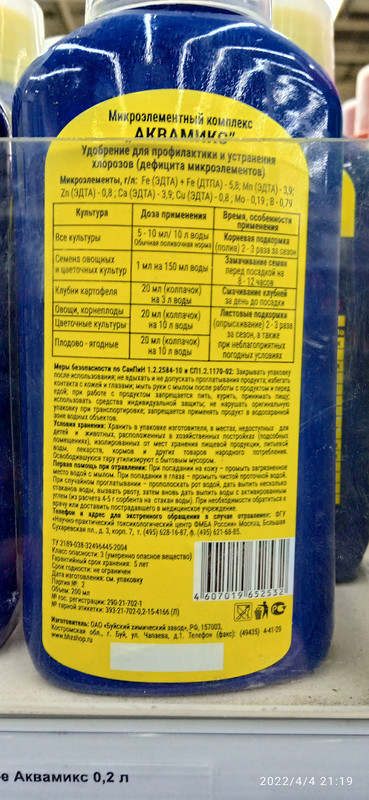 Микроэлементный комплекс
"АКВАМИКС"
Удобрение для профилактики и устранения
хлорозов (дефицита микроэлементов)
Микроэлементы, г/л: Fe (ЭДТА) + Fe (ДТПА) - 5,8; Mn (ЭДТА) - 3,9;
Zn (ЭДТА) - 0,8 ; Ca (ЭДТА) - 3,9; Cu (ЭДТА) - 0,8 ; Mo - 0,19 ; B - 0,79
Культура Доза применения Время, особенности
применения
Все культуры 5 - 10 мл/ 10 л воды
Обычная поливочная норма Корневая подкормка
(полив) 2 - 3 раза за сезон
Семена овощных
и цветочных культур 1 мл на 150 мл воды Замачивание семян
перед посадкой на
8 - 12 часов
Клубни картофеля 20 мл (колпачок)
на 3 л воды Смачивание клубней
за день до посадки
Овощи, корнеплоды
Цветочные культуры 20 мл (колпачок)
на 10 л воды Листовые подкормки
(опрыскивание) 2 - 3 раза
за сезон, а также
при неблагоприятных
погодных условиях
Плодово - ягодные 20 мл (колпачок)
на 10 л воды
Меры безопасности по СанПиН 1.2.2584-10 и СП1.2.1170-02: Закрывать упаковку
после использования; не вдыхать и не допускать проглатывания продукта; избегать
контакта с кожей и глазами; мыть руки с мылом после работы с продуктом и перед
едой; при работе с продуктом запрещается пить, курить, принимать пищу;
использовать средства индивидуальной защиты; не нарушать оригинальную
упаковку при транспортировке; запрещается применять продукт в водоохранной
зоне водных объектов.
Условия хранения: Хранить в упаковке изготовителя, в местах, недоступных для
детей и животных, расположенных в хозяйственных постройках (подсобных
помещениях), изолированных от мест хранения пищевой продукции, питьевой
воды, лекарств, кормов и других товаров народного потребления.
Освободившуюся тару утилизируют с бытовым мусором.
Первая помощь при отравлении: При попадании на кожу – промыть загрязненное
место водой с мылом. При попадании в глаза – промыть чистой проточной водой.
При случайном проглатывании – прополоскать рот водой, дать выпить несколько
стаканов воды, вызвать рвоту, затем вновь дать выпить воды с активированным
углем (из расчета 4-5 г сорбента на стакан воды). При необходимости обратиться к
врачу или доставить пострадавшего в медицинское учреждение.
Телефон и адрес для экстренного обращения в случае отравления: ФГУ
«Научно-практический токсикологический центр ФМБА России» Москва, Большая
Сухаревская пл., д. 3, корп. 7, т. (495) 628-16-87, ф. (495) 621-68-85.
ТУ 2189-038-32496445-2004
Класс опасности: 3 (умеренно опасное вещество)
Гарантийный срок хранения: 5 лет
Срок годности: не ограничен
Дата изготовления: см. упаковку
Партия №: 2
Объем: 200 мл
№ гос. регистрации: 290-21-702-1
№ тарной этикетки: 393-21-702-0,2-15-4166 (Л)
4 607019 652532
Изготовитель: ОАО «Буйский химический завод», РФ, 157003,
Костромская обл., г. Буй, ул. Чапаева, д.1. Телефон (факс): (49435) 4-41-29
www.bhzshop.ru
е Аквамикс 0,2 л
2022/4/4 21:19